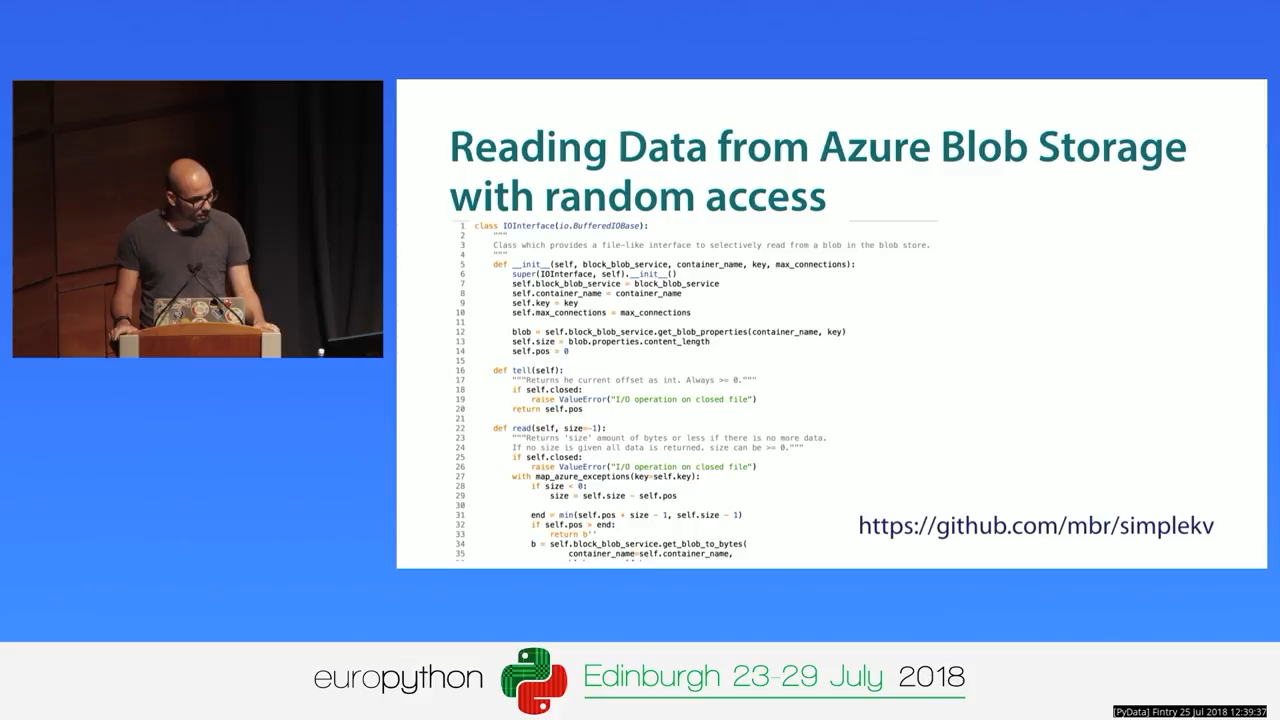 Reading Data from Azure Blob Storage
with random access
1 class IOInterface(io.BufferedIOBase):
2 """
3 Class which provides a file-like interface to selectively read from a blob in the blob store.
4 """
5 def __init__(self, block_blob_service, container_name, key, max_connections):
6 super(IOInterface, self).__init__()
7 self.block_blob_service = block_blob_service
8 self.container_name = container_name
9 self.key = key
10 self.max_connections = max_connections
11
12 blob = self.block_blob_service.get_blob_properties(container_name, key)
13 self.size = blob.properties.content_length
14 self.pos = 0
15
16 def tell(self):
17 """Returns he current offset as int. Always >= 0."""
18 if self.closed:
19 raise ValueError("I/O operation on closed file")
20 return self.pos
21
22 def read(self, size=-1):
23 """Returns 'size' amount of bytes or less if there is no more data.
24 If no size is given all data is returned. size can be >= 0."""
25 if self.closed:
26 raise ValueError("I/O operation on closed file")
27 with map_azure_exceptions(key=self.key):
28 if size < 0:
29 size = self.size - self.pos
30
31 end = min(self.pos + size - 1, self.size - 1)
32 if self.pos > end:
33 return b''
34 b = self.block_blob_service.get_blob_to_bytes(
35 container_name=self.container_name,
https://github.com/mbr/simplekv
europython Edinburgh 23-29 July 2018
[PyData] Fintry 25 Jul 2018 12:39:37